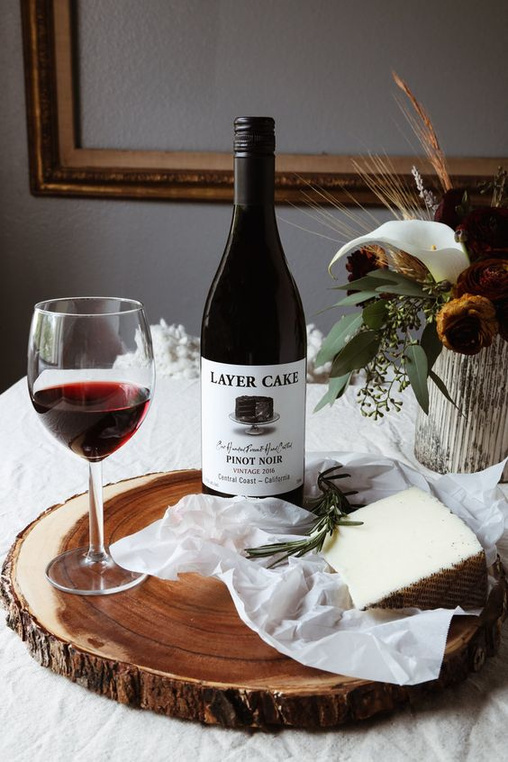 LAYER CAKE
PINOT NOIR
VINTAGE 2016
Central Coast ~ California